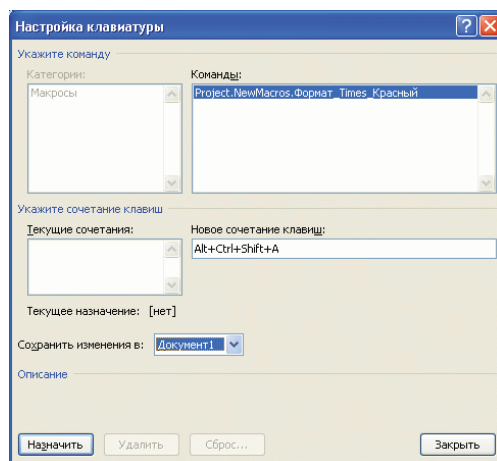 Настройка клавиатуры
Укажите команду
Категории:
Команды:
Макросы
Project.NewMacros.Формат_Times_Красный
Укажите сочетание клавиш
Текущие сочетания:
Новое сочетание клавиш:
Alt+Ctrl+Shift+A
Текущее назначение: [нет]
Сохранить изменения в: Документ1
Описание
Назначить Удалить Сброс... Закрыть